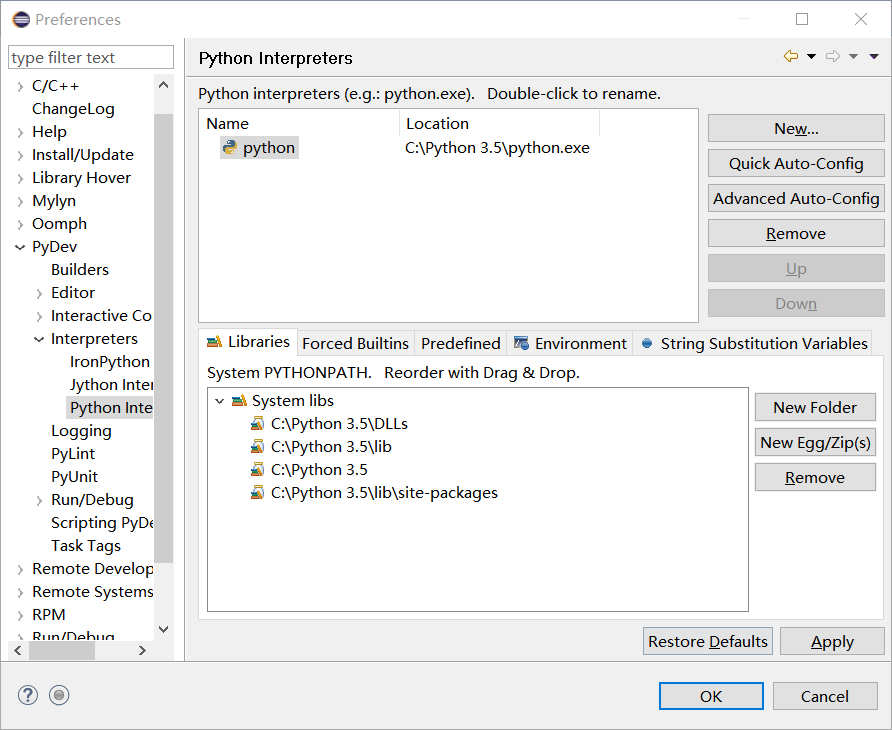 Preferences
type filter text
C/C++
ChangeLog
Help
Install/Update
Library Hover
Mylyn
Oomph
PyDev
Builders
Editor
Interactive Co
Interpreters
IronPython
Jython Inter
Python Inte
Logging
PyLint
PyUnit
Run/Debug
Scripting PyDe
Task Tags
Remote Develop
Remote Systems
RPM
Run/Debug
Python Interpreters
Python interpreters (e.g.: python.exe).   Double-click to rename.
Name Location
python C:\Python 3.5\python.exe
New...
Quick Auto-Config
Advanced Auto-Config
Remove
Up
Down
Libraries Forced Builtins Predefined Environment String Substitution Variables
System PYTHONPATH.   Reorder with Drag & Drop.
System libs
C:\Python 3.5\DLLs
C:\Python 3.5\lib
C:\Python 3.5
C:\Python 3.5\lib\site-packages
New Folder
New Egg/Zip(s)
Remove
Restore Defaults Apply
? OK Cancel